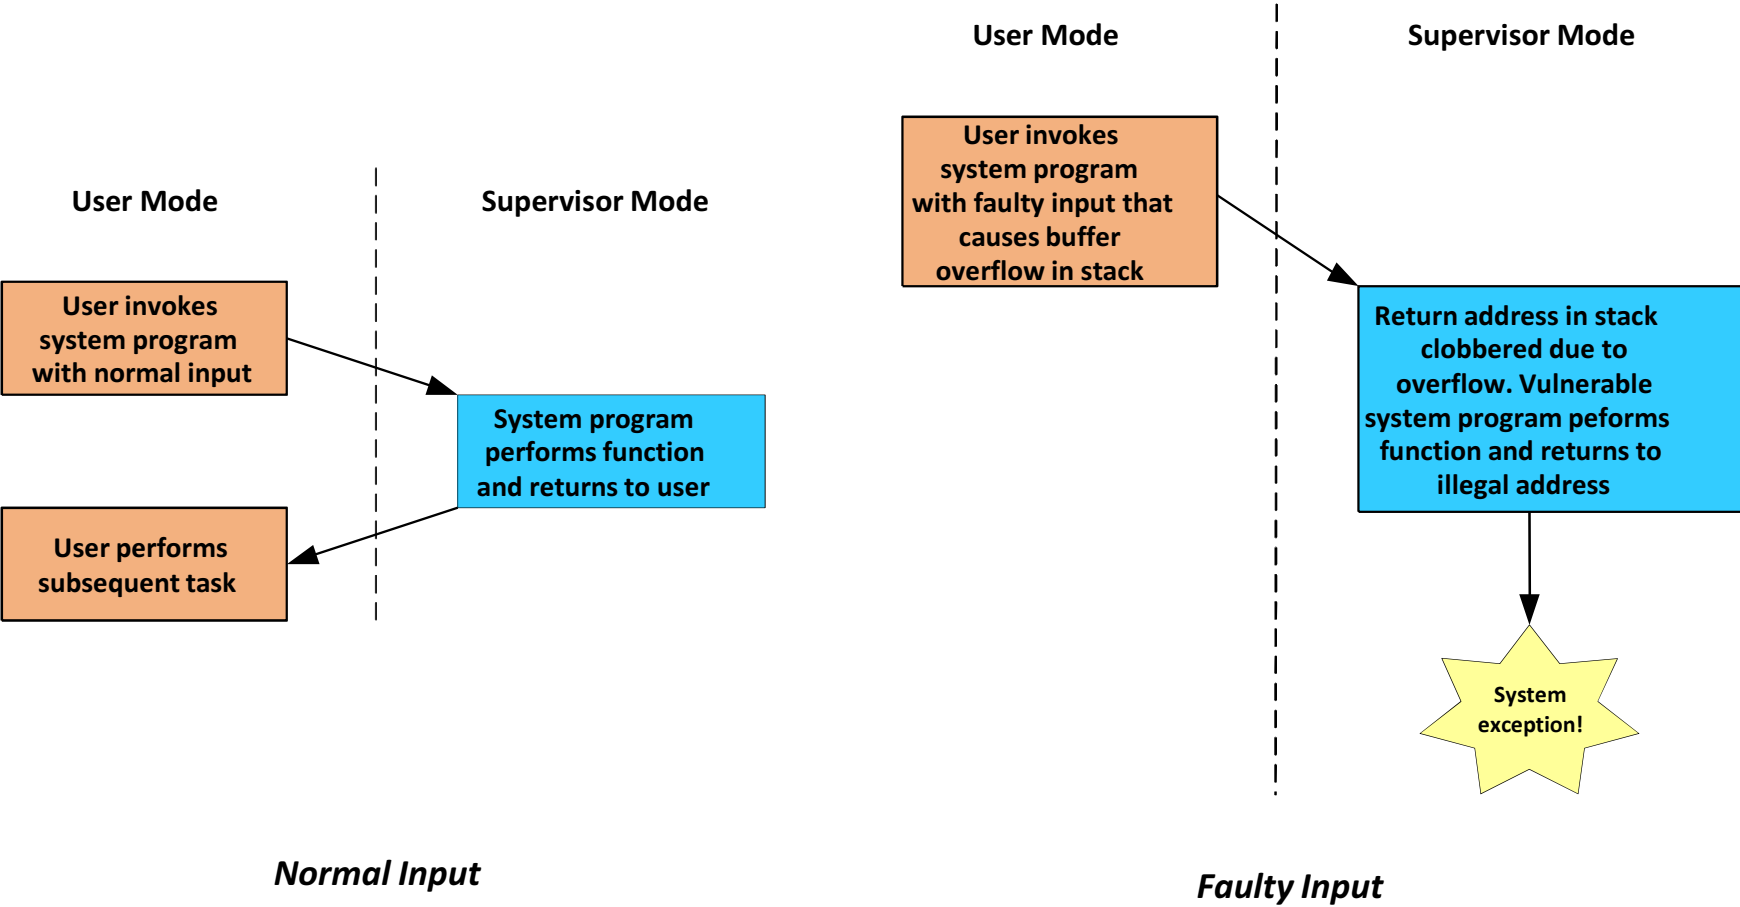 User Mode
Supervisor Mode
User invokes
system program
with normal input
System program
performs function
and returns to user
User performs
subsequent task
Normal Input
User Mode
Supervisor Mode
User invokes
system program
with faulty input that
causes buffer
overflow in stack
Return address in stack
clobbered due to
overflow. Vulnerable
system program peforms
function and returns to
illegal address
System
exception!
Faulty Input